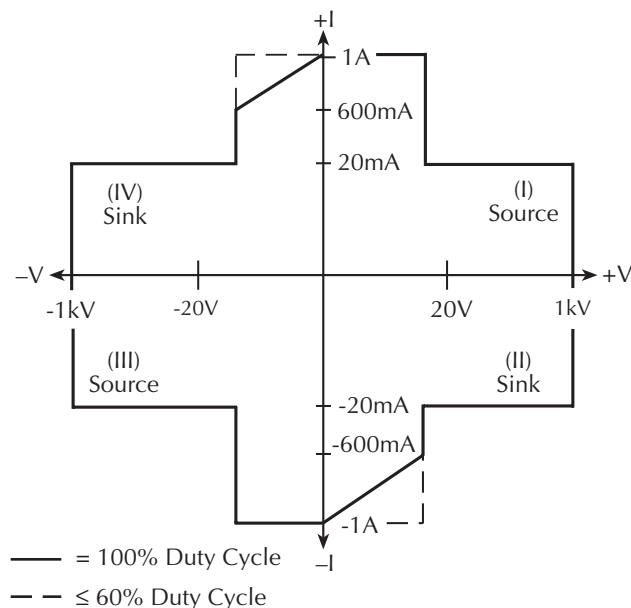 +I
1A
600mA
20mA
(IV)
Sink
(I)
Source
–V
+V
-1kV
-20V
20V
1kV
(III)
Source
(II)
Sink
-20mA
-600mA
-1A
–I
= 100% Duty Cycle
≤ 60% Duty Cycle